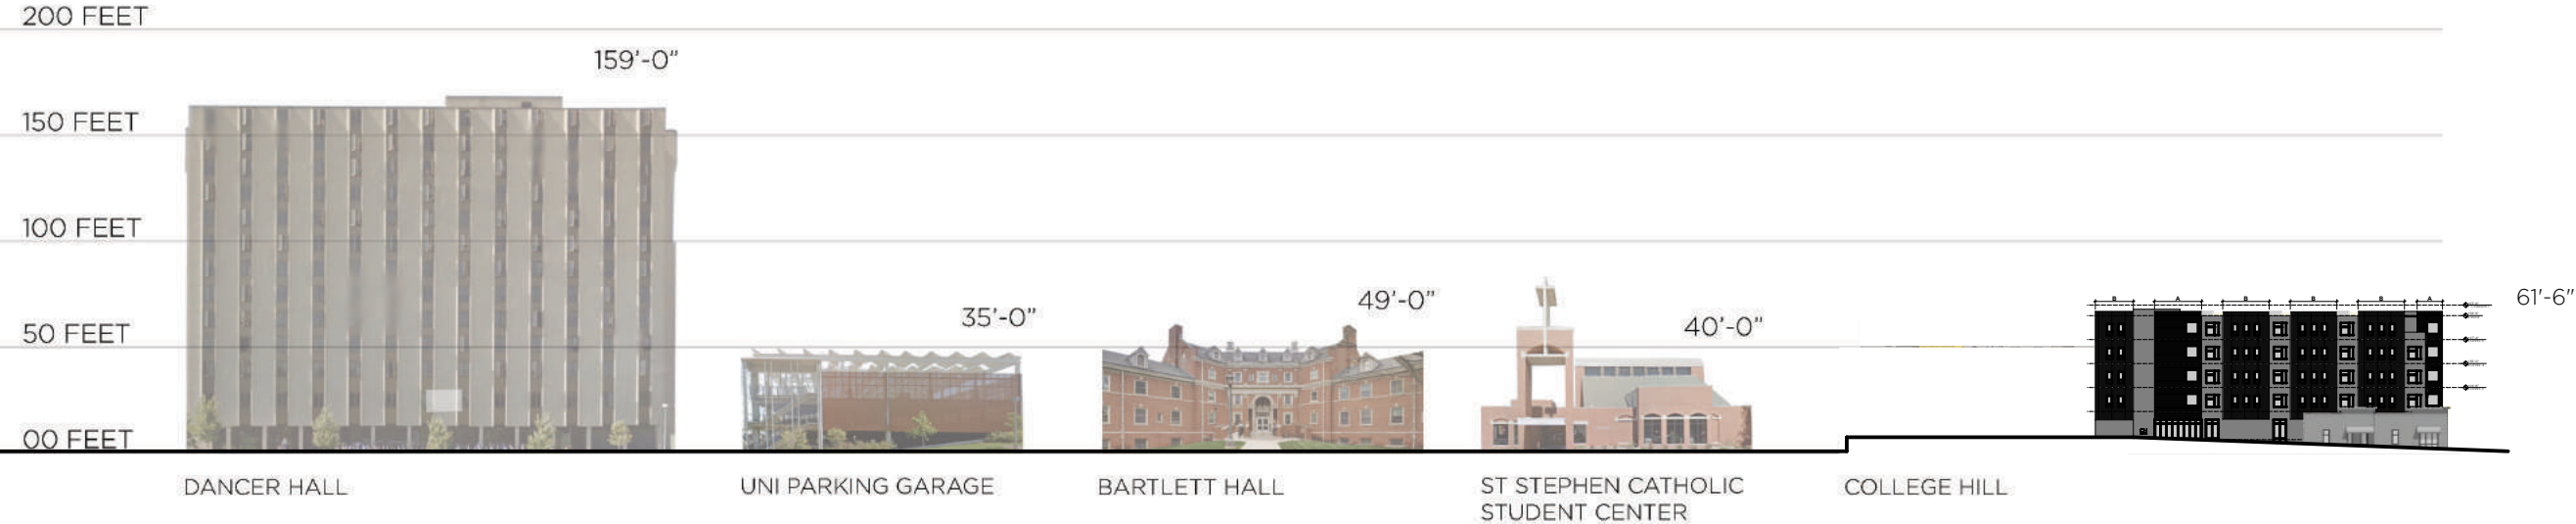 200 FEET
159'-0"
150 FEET
100 FEET
50 FEET
00 FEET
35'-0"
49'-0"
40'-0"
61'-6"
B A B B B A
DANCER HALL
UNI PARKING GARAGE
BARTLETT HALL
ST STEPHEN CATHOLIC
STUDENT CENTER
COLLEGE HILL